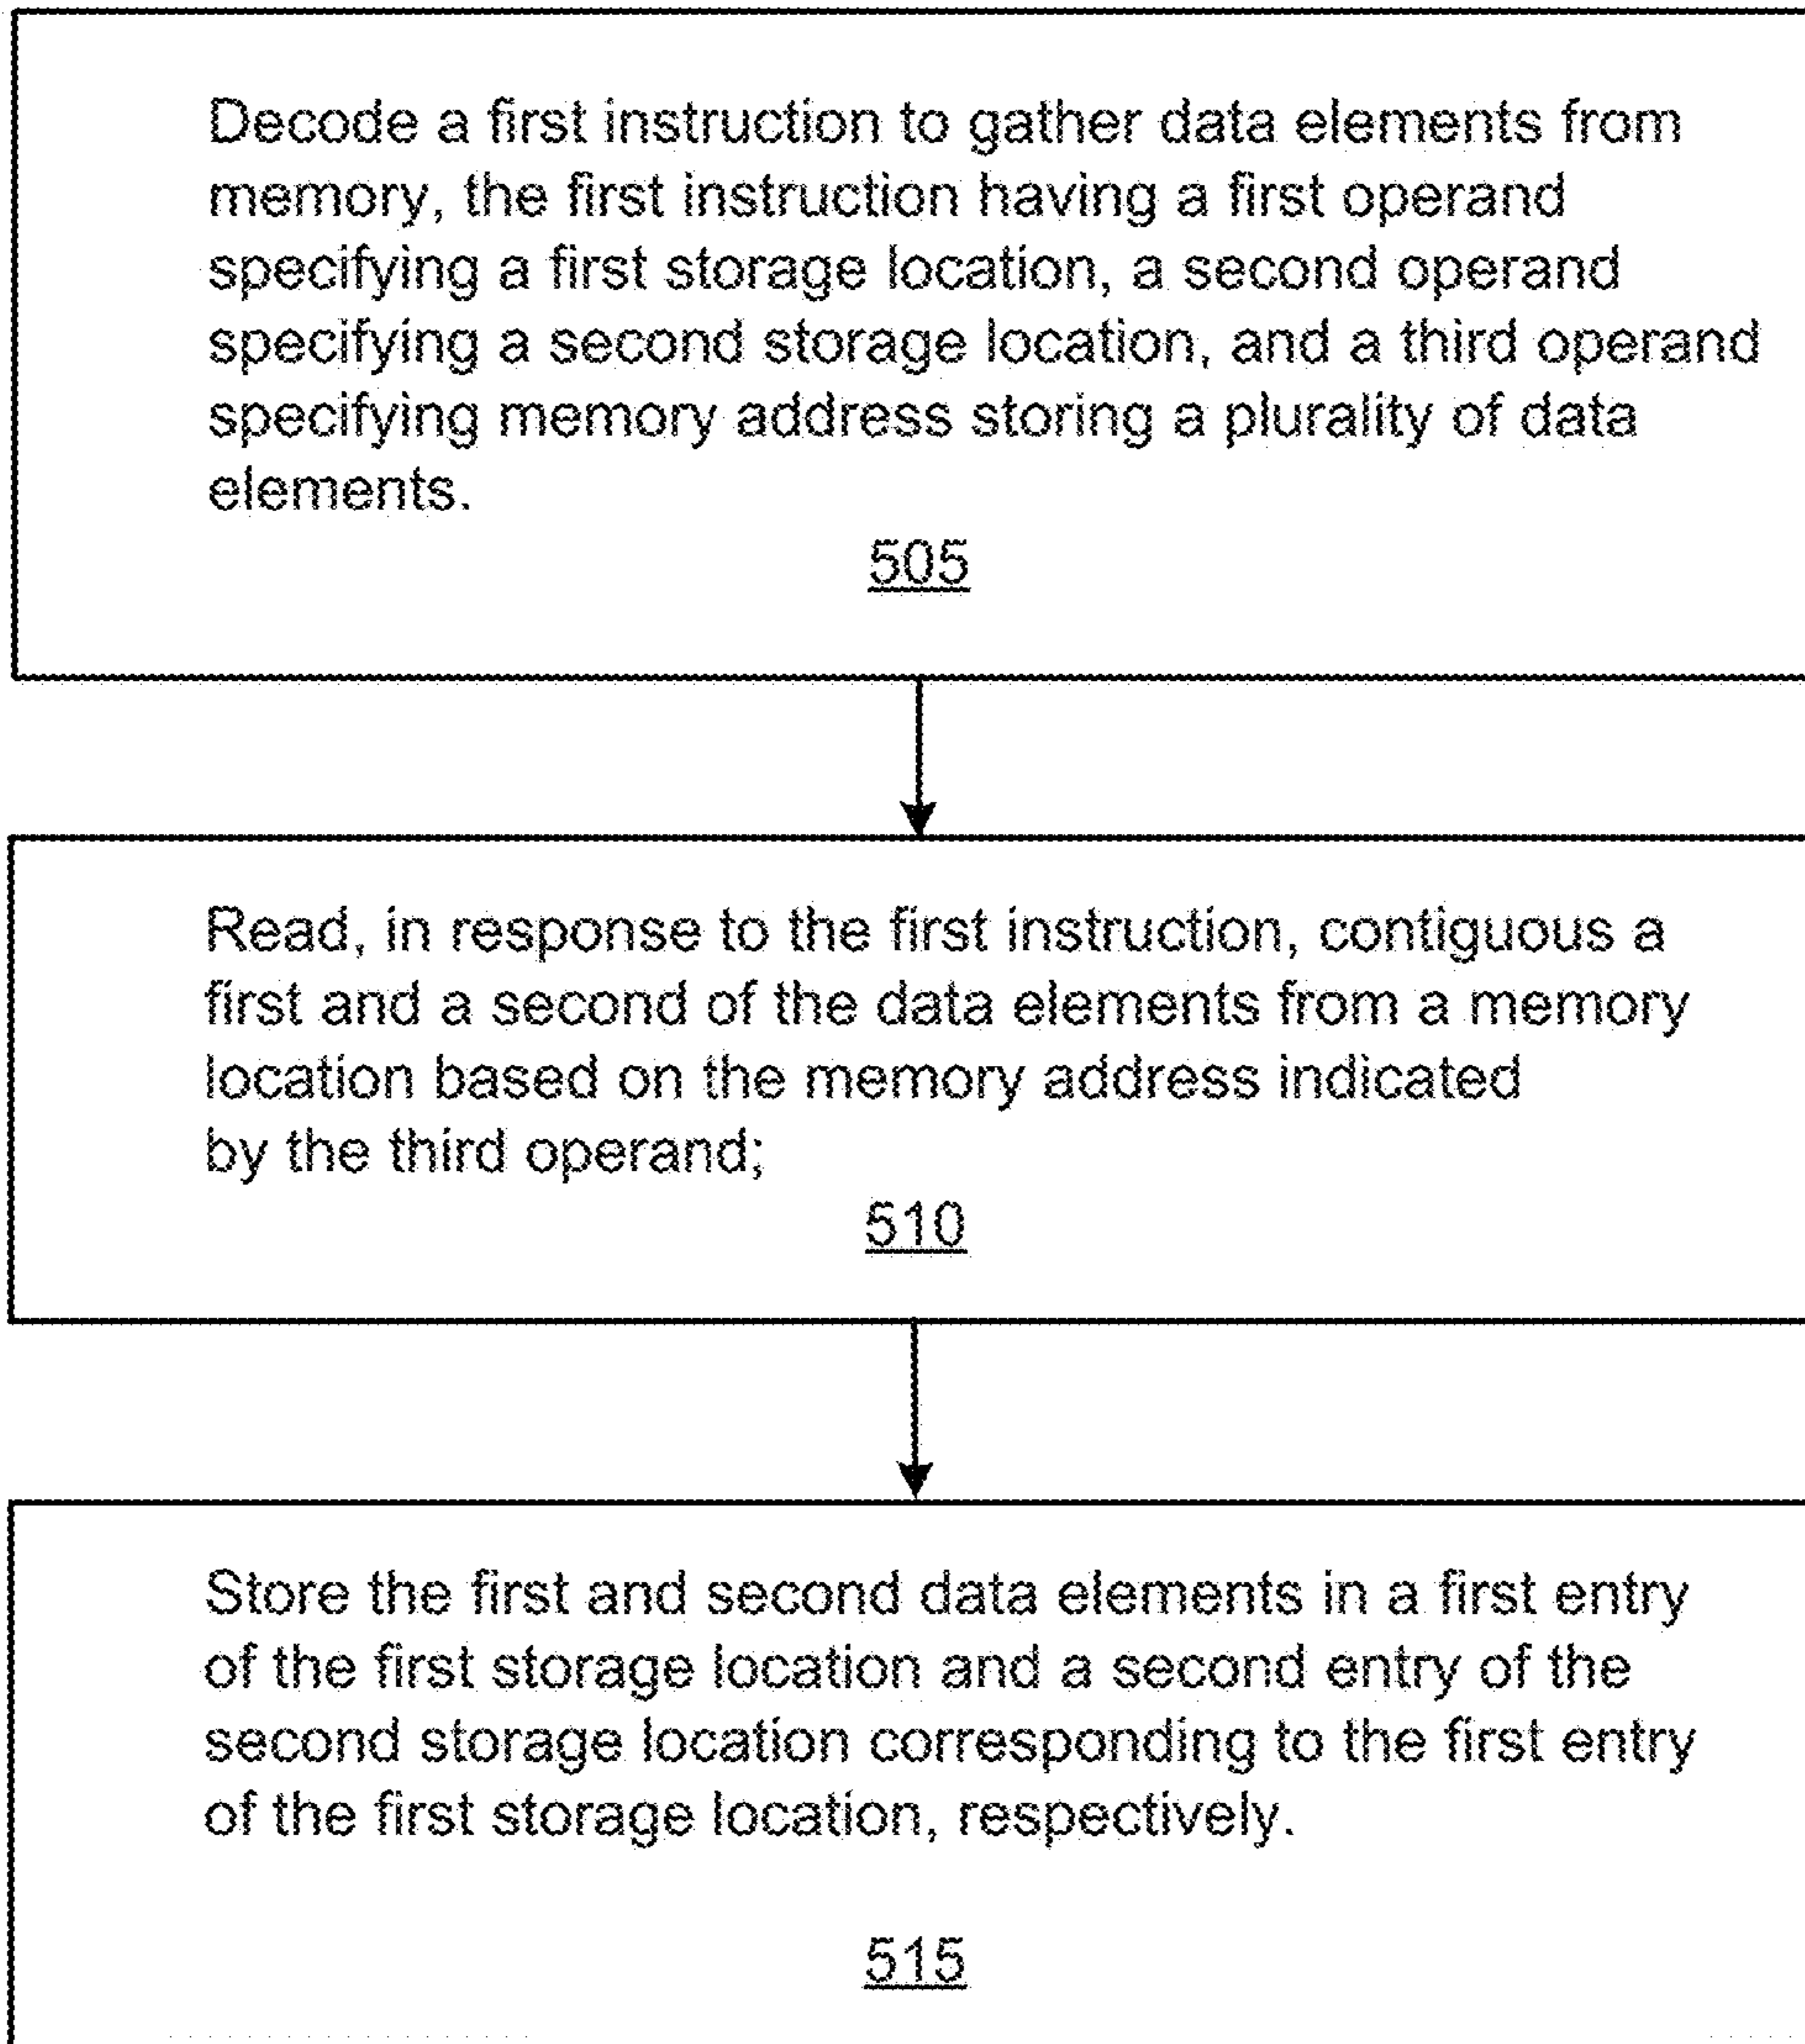 Decode a first instruction to gather data elements from
memory, the first instruction having a first operand
specifying a first storage location, a second operand
specifying a second storage location, and a third operand
specifying memory address storing a plurality of data
elements.
505
Read, in response to the first instruction, contiguous a
first and a second of the data elements from a memory
location based on the memory address indicated
by the third operand;
510
Store the first and second data elements in a first entry
of the first storage location and a second entry of the
second storage location corresponding to the first entry
of the first storage location, respectively.
515